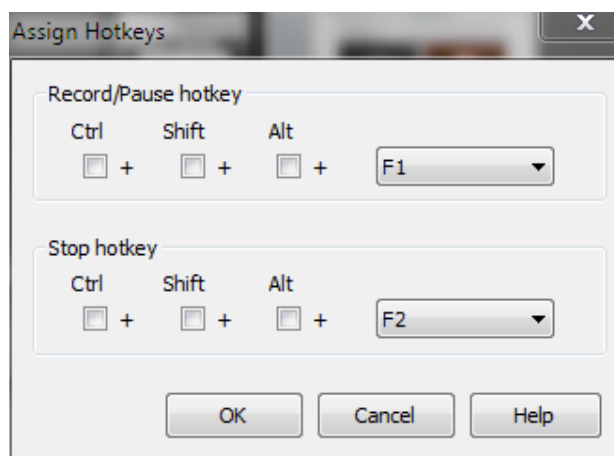 Assign Hotkeys
X
Record/Pause hotkey
Ctrl Shift Alt
+ + + F1
Stop hotkey
Ctrl Shift Alt
+ + + F2
OK Cancel Help